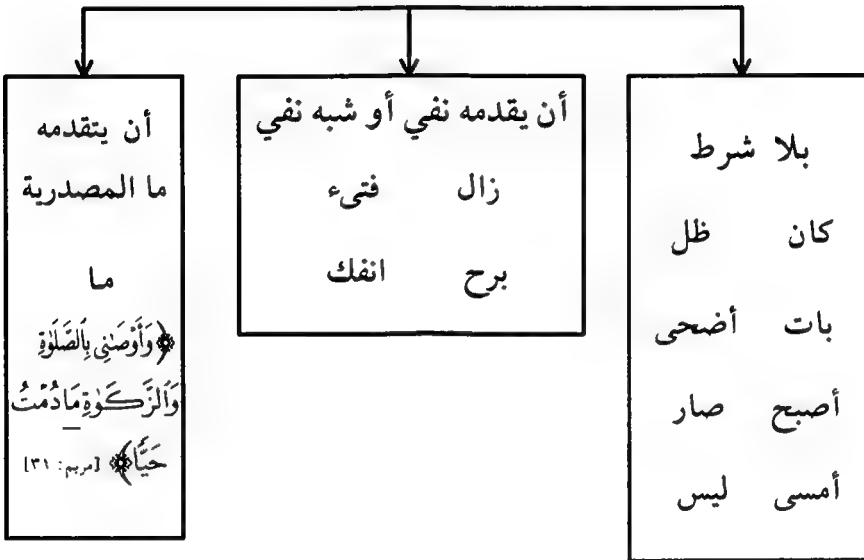 بلا شرط
كان ظل
بات أضحى
أصبح صار
أمسى ليس
أن يقدمه نفي أو شبه نفي
زال فتىء
برح انفك
أن يتقدمه
ما المصدرية
ما
﴿وَأَوْصَٰنِي بِٱلصَّلَوٰةِ
وَٱلزَّكَوٰةِ مَادُمْتُ
حَيًّا﴾ [مريم: ٣١]